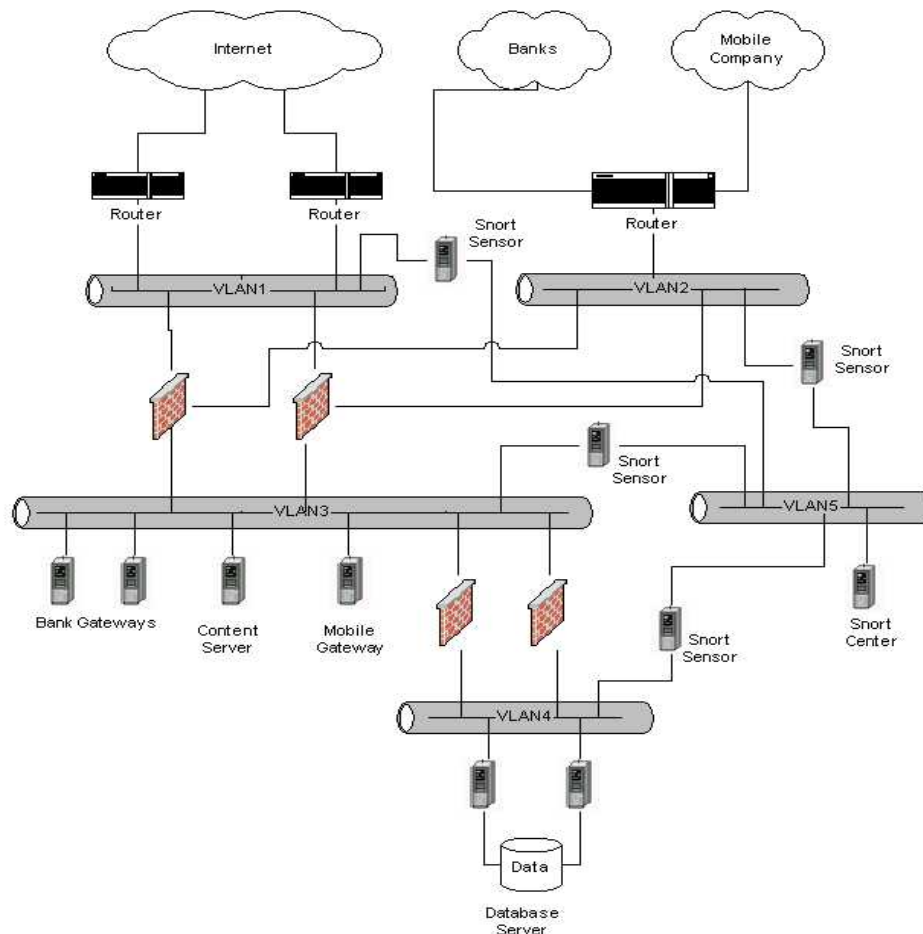 Internet
Banks
Mobile
Company
Router
Router
Router
Snort
Sensor
VLAN1
VLAN2
Snort
Sensor
Snort
Sensor
VLAN3
VLAN5
Bank Gateways
Content
Server
Mobile
Gateway
Snort
Sensor
Snort
Center
VLAN4
Data
Database
Server